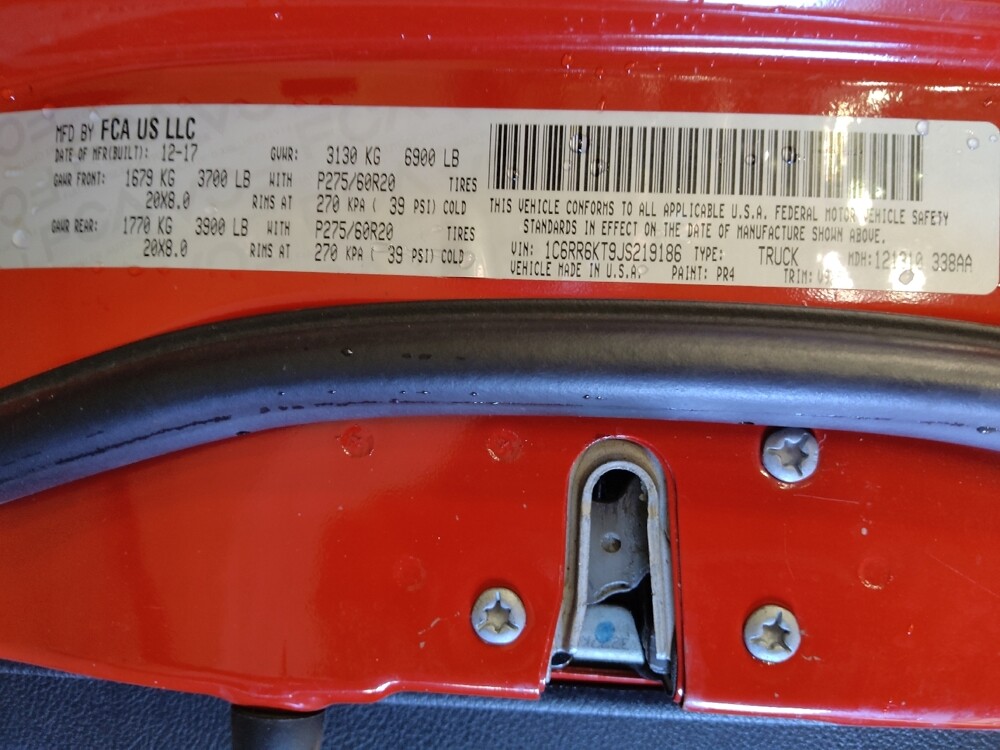 MFD BY FCA US LLC
DATE OF MFR(BUILT): 12-17 GVWR: 3130 KG 6900 LB
GAWR FRONT: 1679 KG 3700 LB WITH P275/60R20 TIRES
20X8.0 RIMS AT 270 KPA ( 39 PSI) COLD
GAWR REAR: 1770 KG 3900 LB WITH P275/60R20 TIRES
20X8.0 RIMS AT 270 KPA ( 39 PSI) COLD
THIS VEHICLE CONFORMS TO ALL APPLICABLE U.S.A. FEDERAL MOTOR VEHICLE SAFETY
STANDARDS IN EFFECT ON THE DATE OF MANUFACTURE SHOWN ABOVE.
VIN: 1C6RR6KT9JS219186 TYPE: TRUCK MDH: 121310 338AA
VEHICLE MADE IN U.S.A. PAINT: PR4 TRIM: